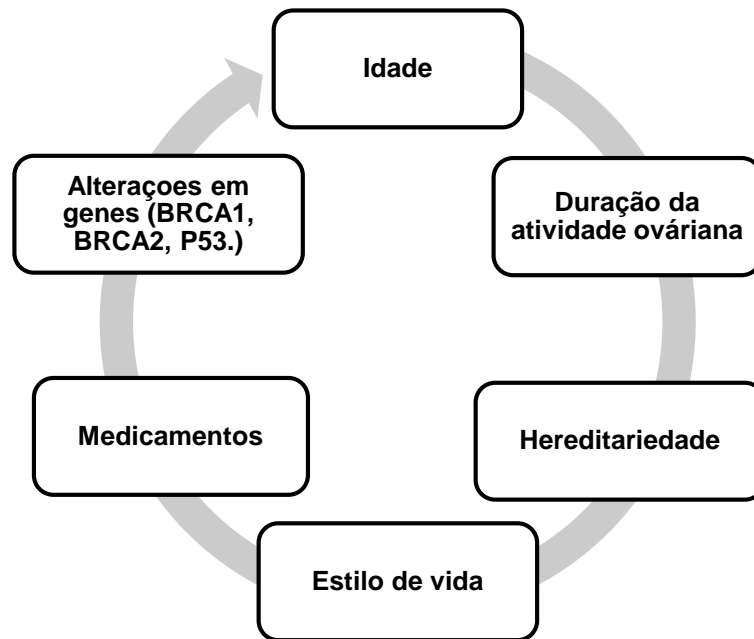 Idade
Duração da
atividade ováriana
Hereditariedade
Estilo de vida
Medicamentos
Alteraçoes em
genes (BRCA1,
BRCA2, P53.)